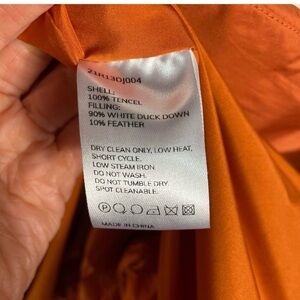 21R13OJ004
SHELL:
100% TENCEL
FILLING:
90% WHITE DUCK DOWN
10% FEATHER
DRY CLEAN ONLY, LOW HEAT,
SHORT CYCLE.
LOW STEAM IRON
DO NOT WASH.
DO NOT TUMBLE DRY
SPOT CLEANABLE.
MADE IN CHINA